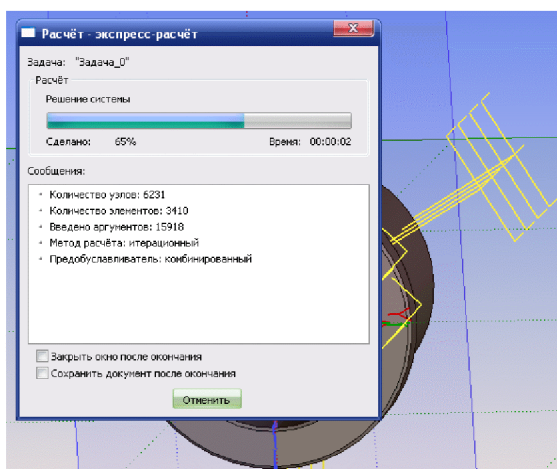 Расчёт - экспресс-расчёт
Задача: "Задача_0"
Расчёт
Решение системы
Сделано: 65% Время: 00:00:02
Сообщения:
Количество узлов: 6231
Количество элементов: 3410
Введено аргументов: 15918
Метод расчёта: итерационный
Предобуславливатель: комбинированный
Закрыть окно после окончания
Сохранить документ после окончания
Отменить